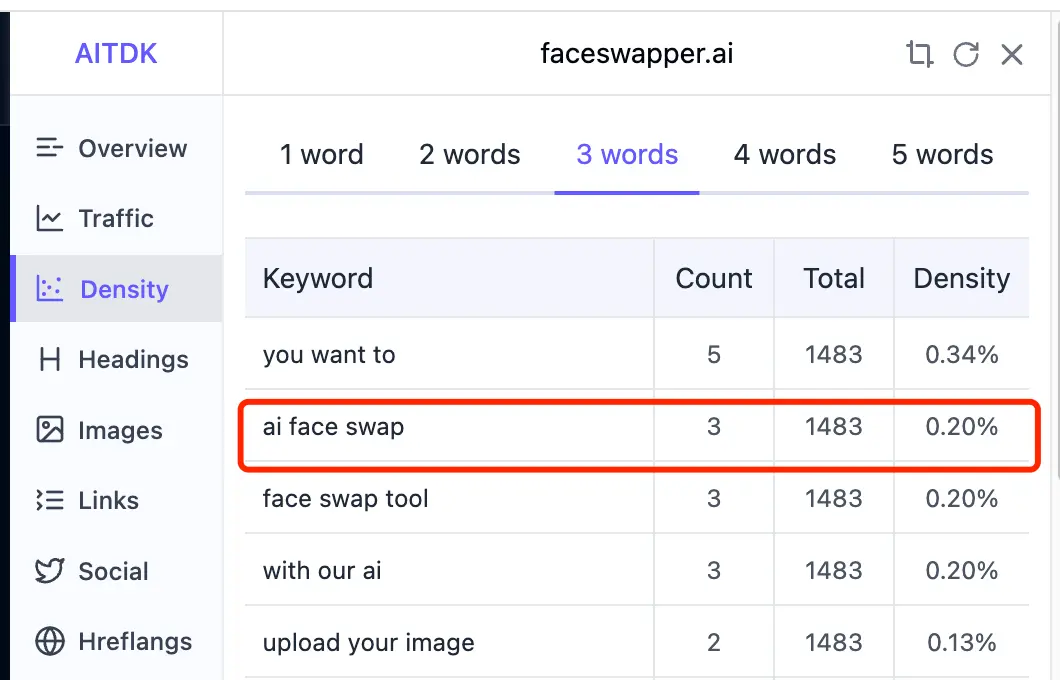 AITDK
faceswapper.ai
Overview
Traffic
Density
Headings
Images
Links
Social
Hreflangs
1 word 2 words 3 words 4 words 5 words
Keyword Count Total Density
you want to 5 1483 0.34%
ai face swap 3 1483 0.20%
face swap tool 3 1483 0.20%
with our ai 3 1483 0.20%
upload your image 2 1483 0.13%